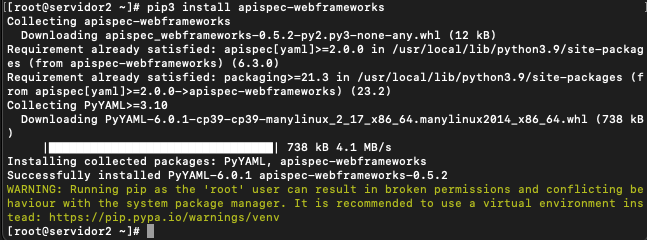 [root@servidor2 ~]# pip3 install apispec-webframeworks
Collecting apispec-webframeworks
  Downloading apispec_webframeworks-0.5.2-py2.py3-none-any.whl (12 kB)
Requirement already satisfied: apispec[yaml]>=2.0.0 in /usr/local/lib/python3.9/site-packag
es (from apispec-webframeworks) (6.3.0)
Requirement already satisfied: packaging>=21.3 in /usr/local/lib/python3.9/site-packages (f
rom apispec[yaml]>=2.0.0->apispec-webframeworks) (23.2)
Collecting PyYAML>=3.10
  Downloading PyYAML-6.0.1-cp39-cp39-manylinux_2_17_x86_64.manylinux2014_x86_64.whl (738 kB
)
     |████████████████████████████████| 738 kB 4.1 MB/s
Installing collected packages: PyYAML, apispec-webframeworks
Successfully installed PyYAML-6.0.1 apispec-webframeworks-0.5.2
WARNING: Running pip as the 'root' user can result in broken permissions and conflicting be
haviour with the system package manager. It is recommended to use a virtual environment ins
tead: https://pip.pypa.io/warnings/venv
[root@servidor2 ~]#